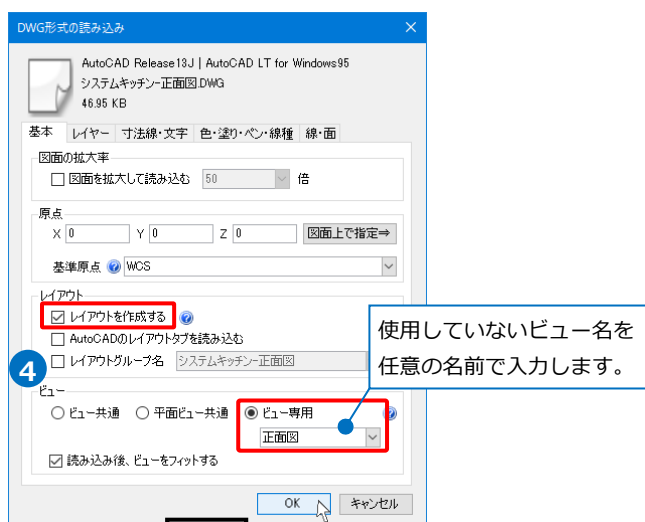 DWG形式の読み込み
AutoCAD Release13J | AutoCAD LT for Windows95
システムキッチン-正面図.DWG
46.95 KB
基本 レイヤー 寸法線・文字 色・塗り・ペン・線種 線・面
図面の拡大率
図面を拡大して読み込む 50 倍
原点
X 0 Y 0 Z 0 図面上で指定⇒
基準原点 WCS
レイアウト
レイアウトを作成する
AutoCADのレイアウトタブを読み込む
レイアウトグループ名 システムキッチン-正面図
使用していないビュー名を
任意の名前で入力します。
4
ビュー
ビュー共通 平面ビュー共通 ビュー専用
正面図
読み込み後、ビューをフィットする
OK キャンセル